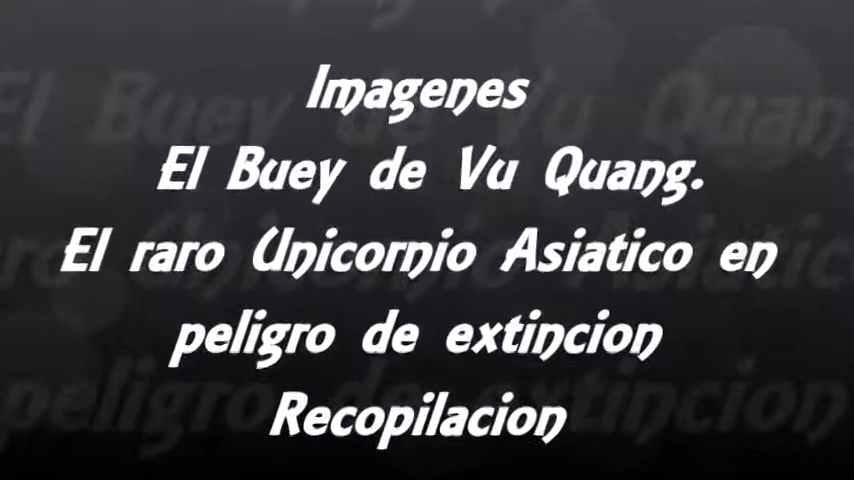 Imagenes
El Buey de Vu Quang.
El raro Unicornio Asiatico en
peligro de extincion
Recopilacion